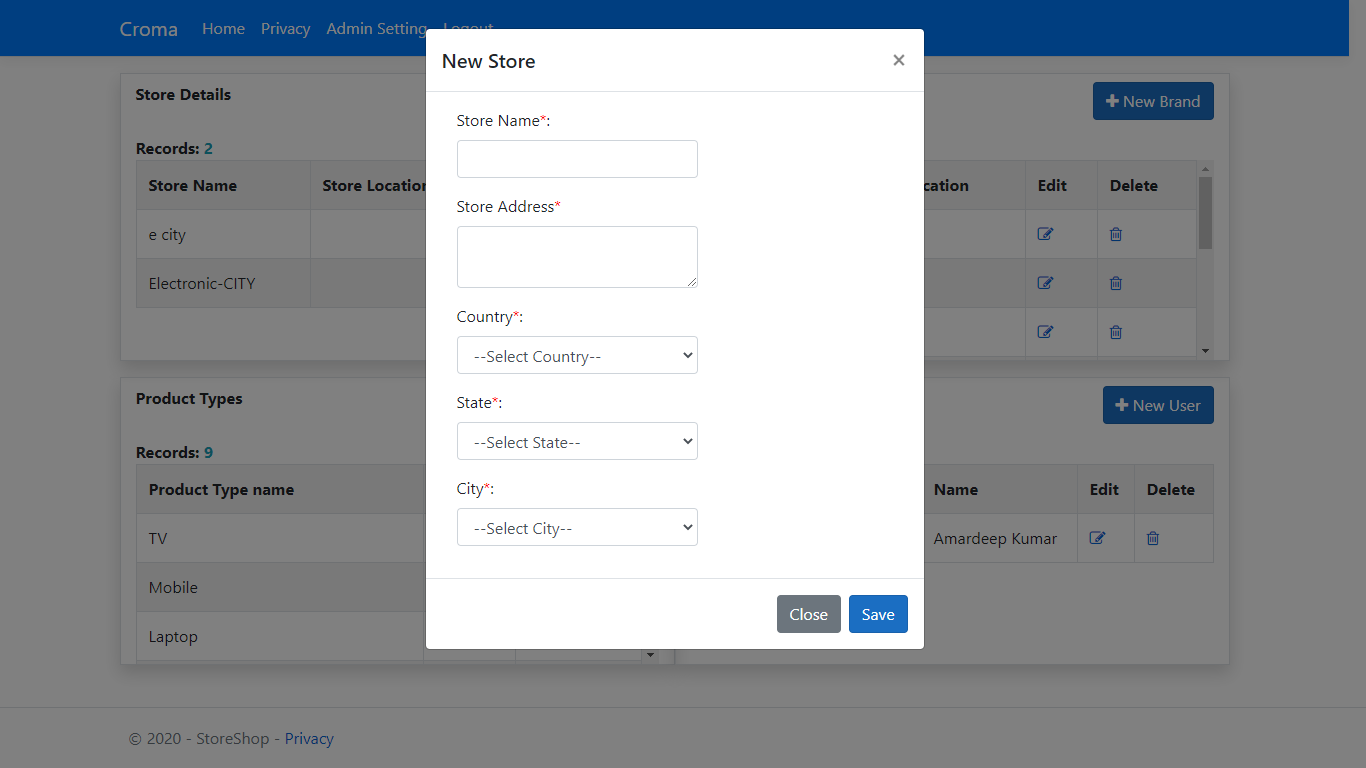 Croma Home Privacy Admin Setting Logout
New Store ×
Store Details
New Brand
Store Name*:
Records: 2
Store Name Store Location cation Edit Delete
Store Address*
e city
Electronic-CITY
Country*:
--Select Country--
Product Types
State*:
New User
--Select State--
Records: 9
City*:
Product Type name Name Edit Delete
--Select City--
TV Amardeep Kumar
Mobile
Close Save
Laptop
© 2020 - StoreShop - Privacy